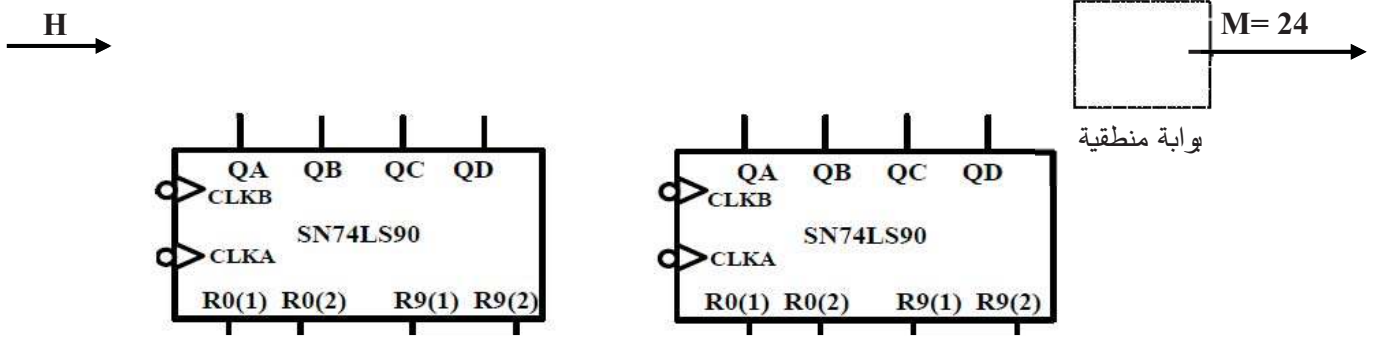 H
M= 24
بوابة منطقية
QA QB QC QD
CLKB
SN74LS90
CLKA
R0(1) R0(2) R9(1) R9(2)
QA QB QC QD
CLKB
SN74LS90
CLKA
R0(1) R0(2) R9(1) R9(2)